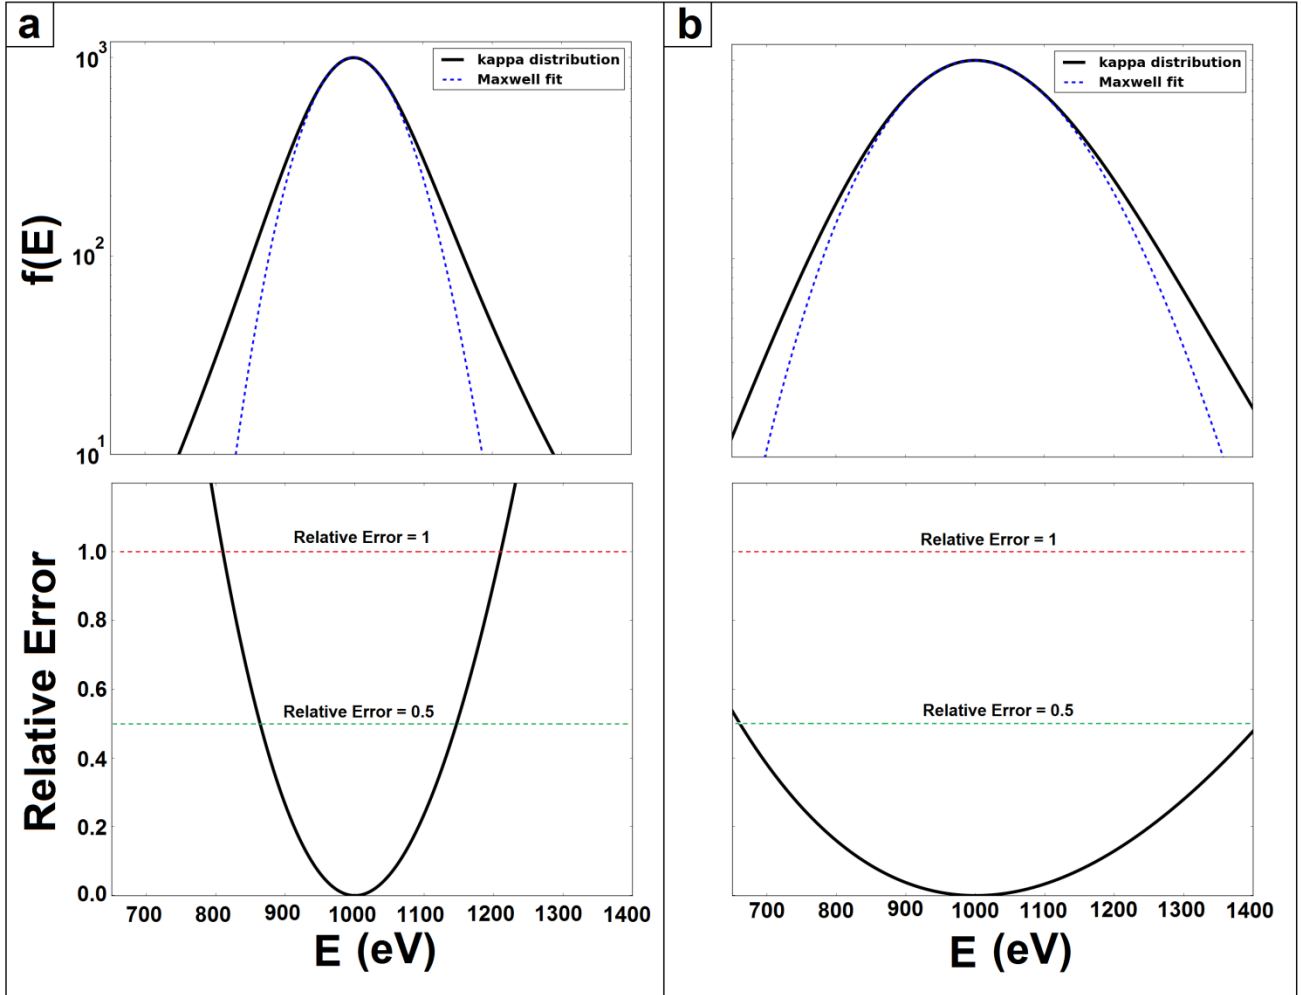 a
10^3
10^2
10^1
f(E)
kappa distribution
Maxwell fit
b
kappa distribution
Maxwell fit
Relative Error
1.0
0.8
0.6
0.4
0.2
0.0
Relative Error = 1
Relative Error = 0.5
700 800 900 1000 1100 1200 1300 1400
E (eV)
Relative Error = 1
Relative Error = 0.5
700 800 900 1000 1100 1200 1300 1400
E (eV)